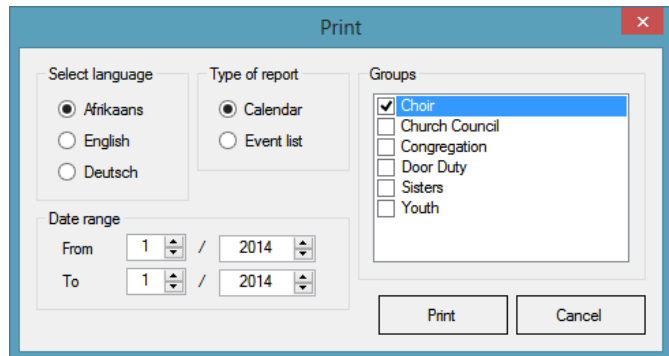 Print
Select language
Afrikaans
English
Deutsch
Type of report
Calendar
Event list
Groups
Choir
Church Council
Congregation
Door Duty
Sisters
Youth
Date range
From 1 / 2014
To 1 / 2014
Print Cancel